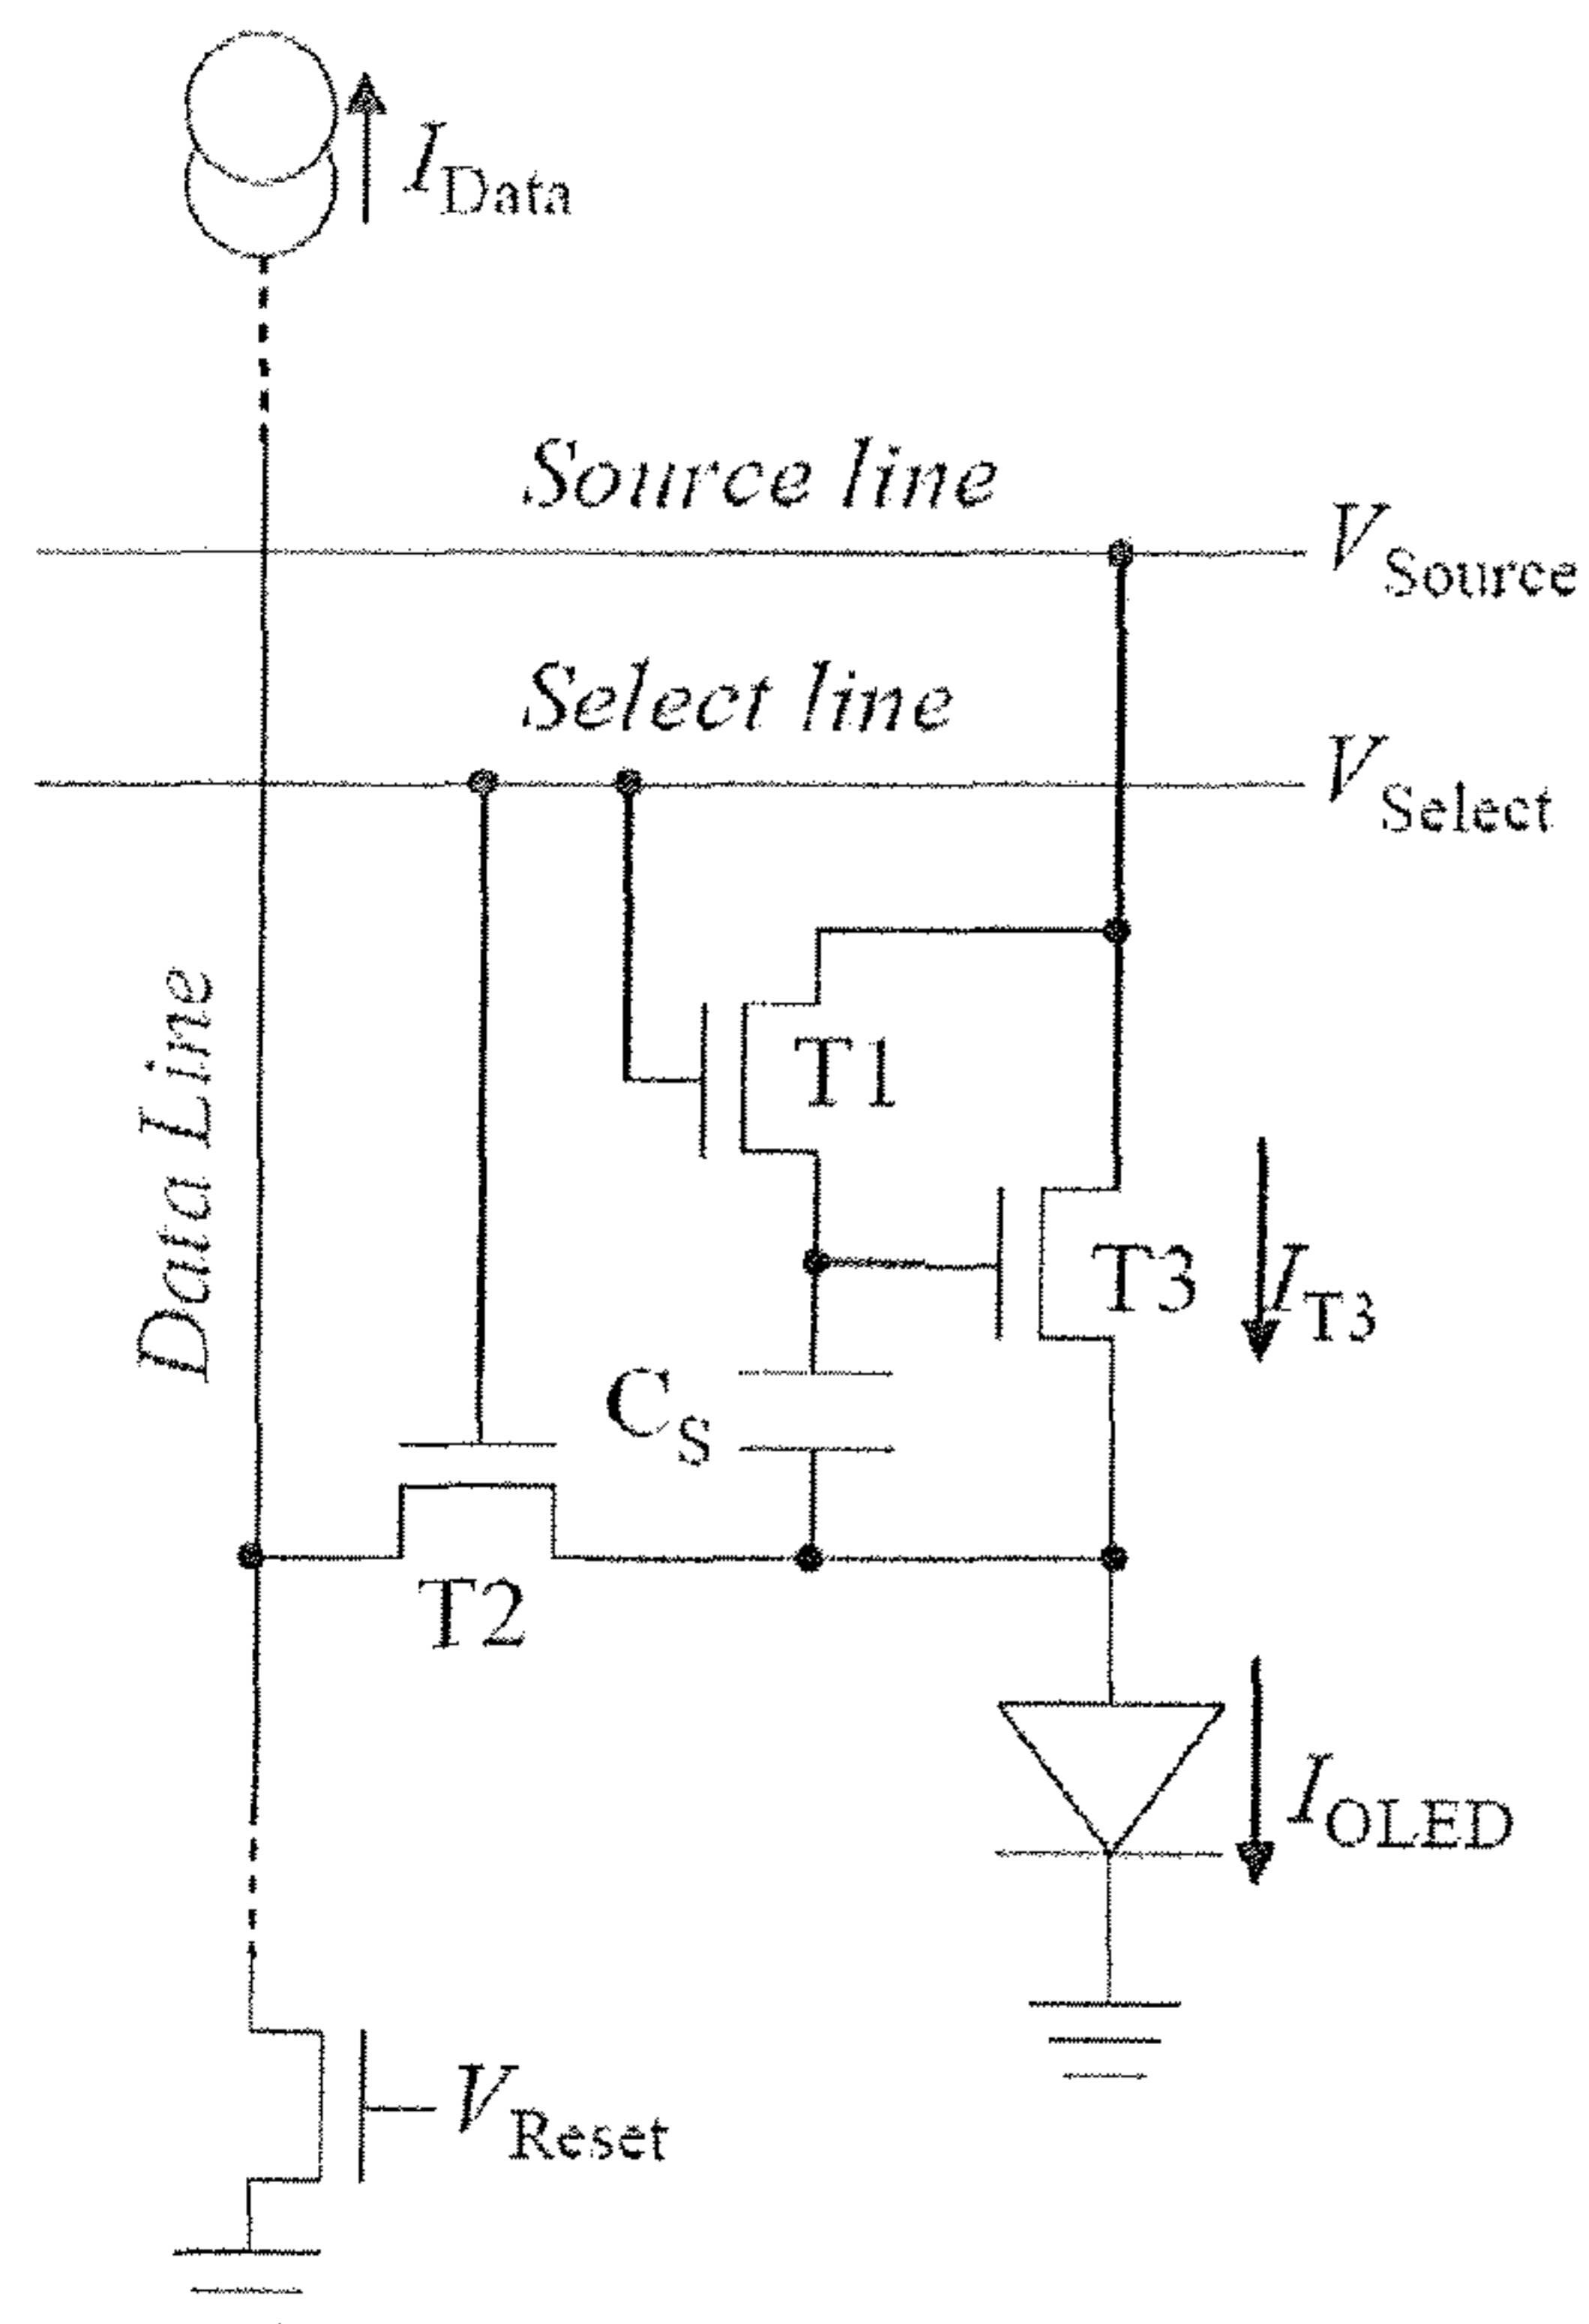 I_Data
Source line
V_Source
Select line
V_Select
Data Line
T1
T3
I_T3
C_S
T2
I_OLED
V_Reset